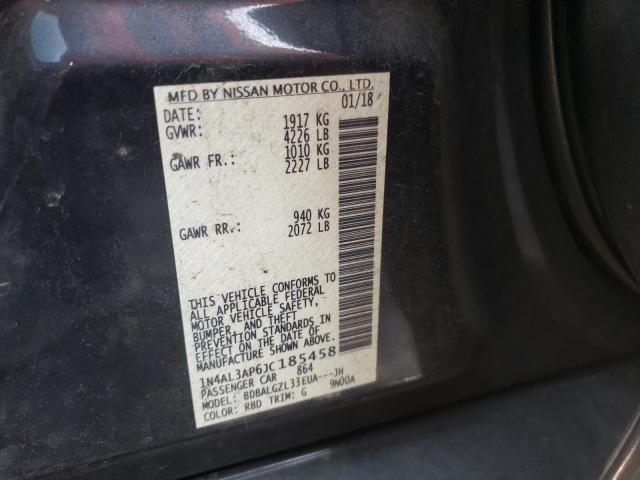 MFD BY NISSAN MOTOR CO., LTD.
DATE: 01/18
GVWR: 1917 KG
4226 LB
GAWR FR.: 1010 KG
2227 LB
GAWR RR.: 940 KG
2072 LB
THIS VEHICLE CONFORMS TO
ALL APPLICABLE FEDERAL
MOTOR VEHICLE SAFETY,
BUMPER, AND THEFT
PREVENTION STANDARDS IN
EFFECT ON THE DATE OF
MANUFACTURE SHOWN ABOVE.
1N4AL3AP6JC185458
PASSENGER CAR 864
MODEL: BDBALGZL33EUA---JH
COLOR: RBD TRIM: G 9N00A